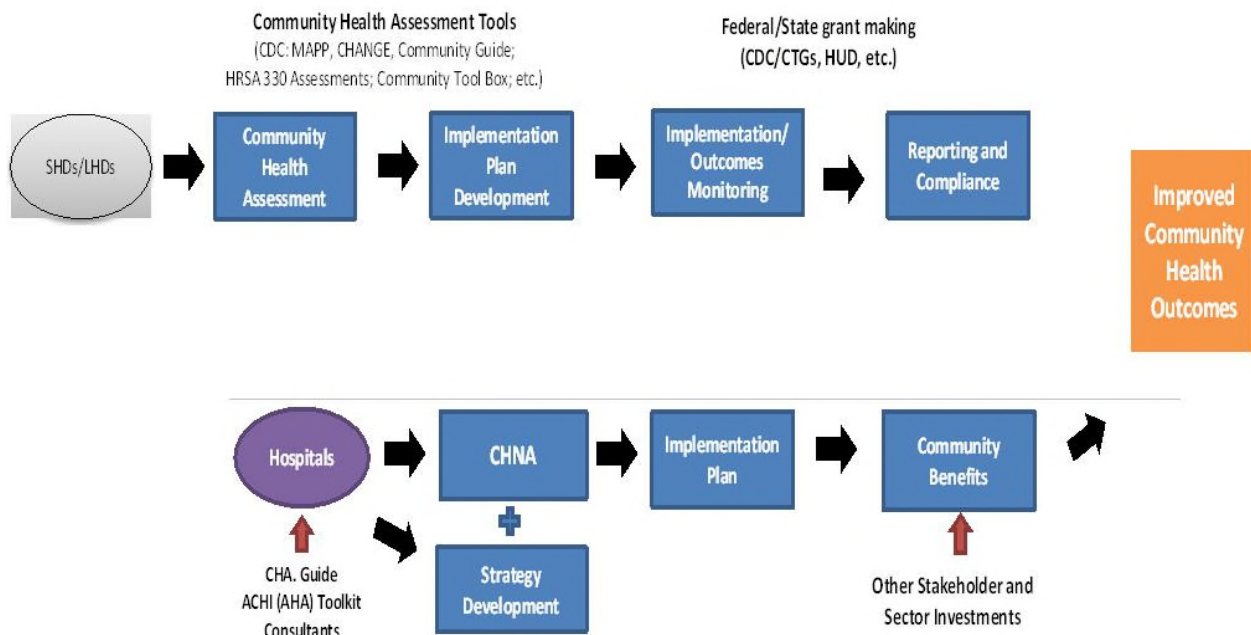 Community Health Assessment Tools
(CDC: MAPP, CHANGE, Community Guide;
HRSA 330 Assessments; Community Tool Box; etc.)
Federal/State grant making
(CDC/CTGs, HUD, etc.)
SHDs/LHDs
Community
Health
Assessment
Implementation
Plan
Development
Implementation/
Outcomes
Monitoring
Reporting and
Compliance
Improved
Community
Health
Outcomes
Hospitals
CHNA
Implementation
Plan
Community
Benefits
Strategy
Development
CHA. Guide
ACHI (AHA) Toolkit
Consultants
Other Stakeholder and
Sector Investments